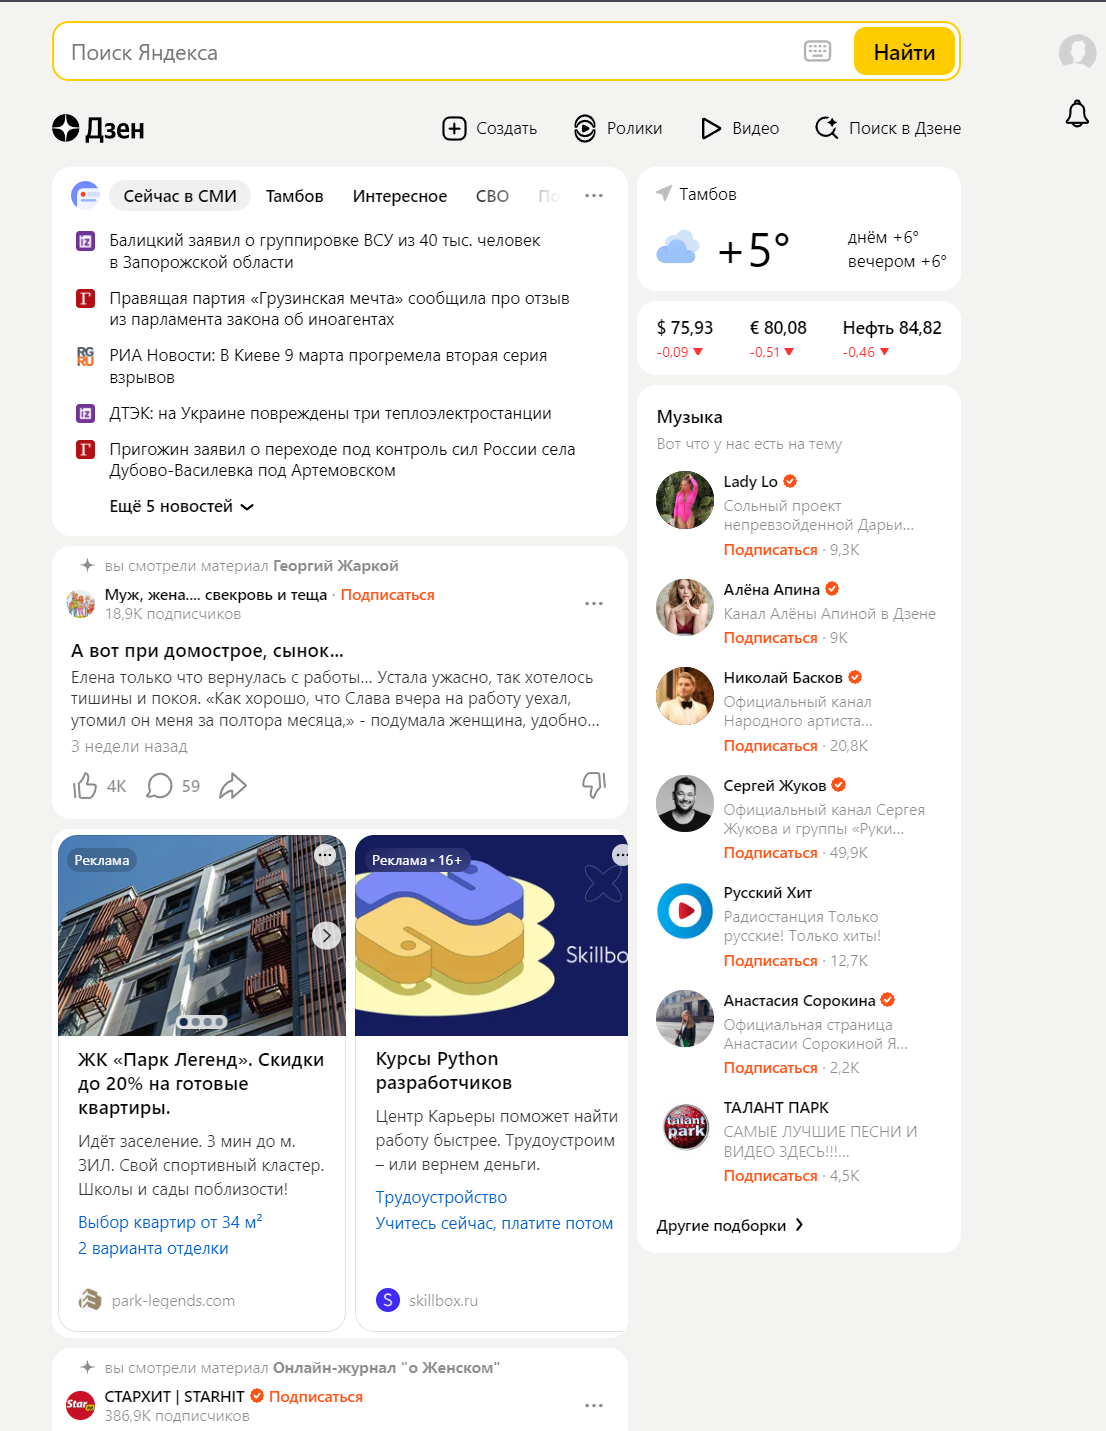 Поиск Яндекса
Найти
Дзен
Создать
Ролики
Видео
Поиск в Дзене
Сейчас в СМИ
Тамбов
Интересное
СВО
По
Балицкий заявил о группировке ВСУ из 40 тыс. человек
в Запорожской области
Правящая партия «Грузинская мечта» сообщила про отзыв
из парламента закона об иноагентах
РИА Новости: В Киеве 9 марта прогремела вторая серия
взрывов
ДТЭК: на Украине повреждены три теплоэлектростанции
Пригожин заявил о переходе под контроль сил России села
Дубово-Василевка под Артемовском
Ещё 5 новостей
вы смотрели материал Георгий Жаркой
Муж, жена.... свекровь и теща · Подписаться
18,9К подписчиков
А вот при домострое, сынок...
Елена только что вернулась с работы... Устала ужасно, так хотелось
тишины и покоя. «Как хорошо, что Слава вчера на работу уехал,
утомил он меня за полтора месяца,» - подумала женщина, удобно...
3 недели назад
4К
59
Реклама
ЖК «Парк Легенд». Скидки
до 20% на готовые
квартиры.
Идёт заселение. 3 мин до м.
ЗИЛ. Свой спортивный кластер.
Школы и сады поблизости!
Выбор квартир от 34 м²
2 варианта отделки
park-legends.com
Реклама • 16+
Skillbo
Курсы Python
разработчиков
Центр Карьеры поможет найти
работу быстрее. Трудоустроим
– или вернем деньги.
Трудоустройство
Учитесь сейчас, платите потом
S
skillbox.ru
вы смотрели материал Онлайн-журнал "о Женском"
Star
СТАРХИТ | STARHIT Подписаться
386,9К подписчиков
Тамбов
+5°
днём +6°
вечером +6°
$ 75,93
€ 80,08
Нефть 84,82
-0,09
-0,51
-0,46
Музыка
Вот что у нас есть на тему
Lady Lo
Сольный проект
непревзойденной Дарьи...
Подписаться · 9,3К
Алёна Апина
Канал Алёны Апиной в Дзене
Подписаться · 9К
Николай Басков
Официальный канал
Народного артиста...
Подписаться · 20,8К
Сергей Жуков
Официальный канал Сергея
Жукова и группы «Руки...
Подписаться · 49,9К
Русский Хит
Радиостанция Только
русские! Только хиты!
Подписаться · 12,7К
Анастасия Сорокина
Официальная страница
Анастасии Сорокиной Я...
Подписаться · 2,2К
talant
park
ТАЛАНТ ПАРК
САМЫЕ ЛУЧШИЕ ПЕСНИ И
ВИДЕО ЗДЕСЬ!!!...
Подписаться · 4,5К
Другие подборки